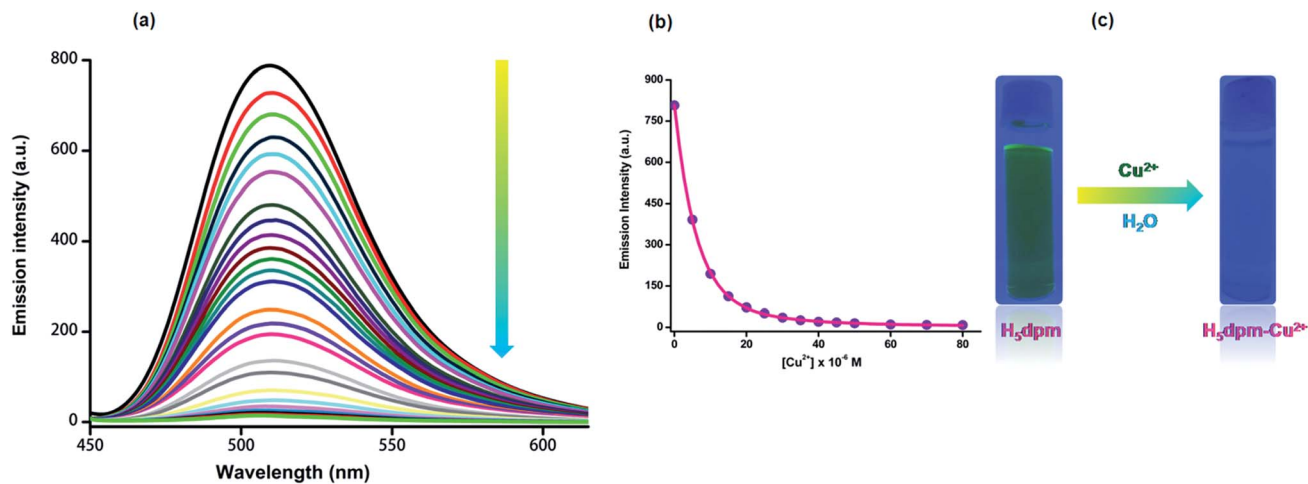 (a)
800
600
400
200
0
450
500
550
600
Emission intensity (a.u.)
Wavelength (nm)
(b)
900
750
600
450
300
150
0
0
20
40
60
80
Emission Intensity (a.u.)
[Cu²⁺] x 10⁻⁶ M
(c)
Cu²⁺
H₂O
H₅dpm
H₅dpm-Cu²⁺